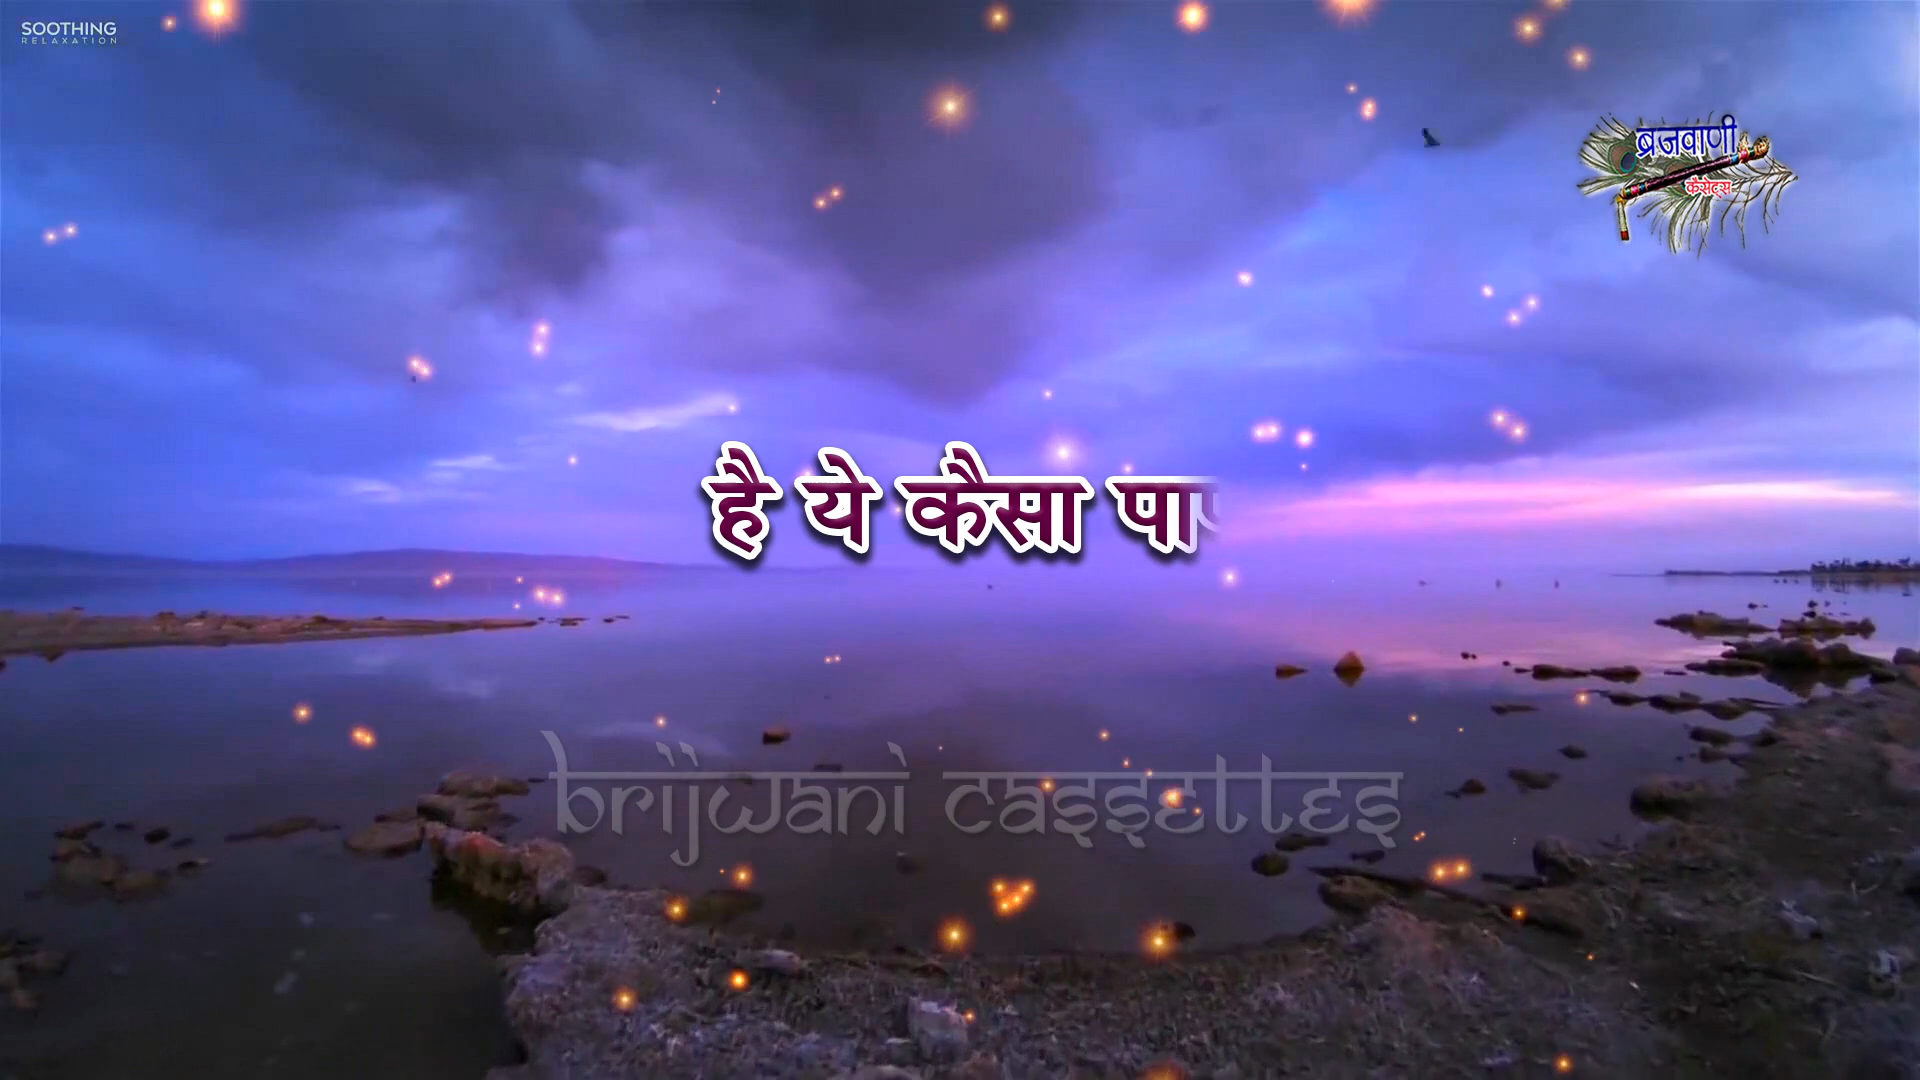 SOOTHING
RELAXATION
ब्रजवाणी
कैसेट्स
है ये कैसा
BRIJWANI CASSETTES